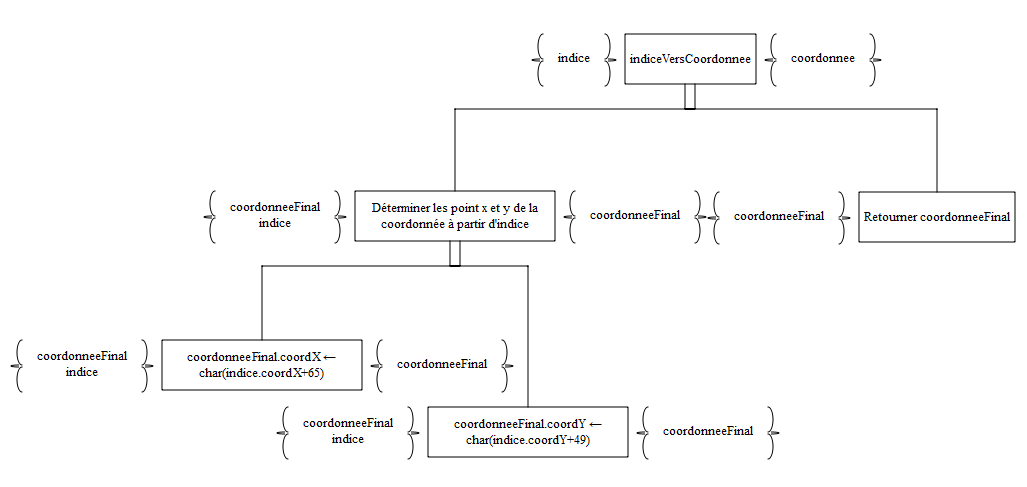 indice
indiceVersCoordonnee
coordonnee
coordonneeFinal
indice
Déterminer les point x et y de la
coordonnée à partir d'indice
coordonneeFinal
coordonneeFinal
Retourner coordonneeFinal
coordonneeFinal
indice
coordonneeFinal.coordX ←
char(indice.coordX+65)
coordonneeFinal
coordonneeFinal
indice
coordonneeFinal.coordY ←
char(indice.coordY+49)
coordonneeFinal